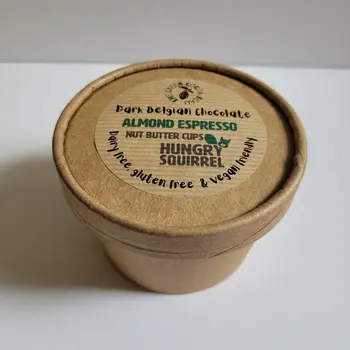 Dark Belgian Chocolate
ALMOND ESPRESSO
NUT BUTTER CUPS
HUNGRY
SQUIRREL
Dairy free, gluten free & vegan friendly